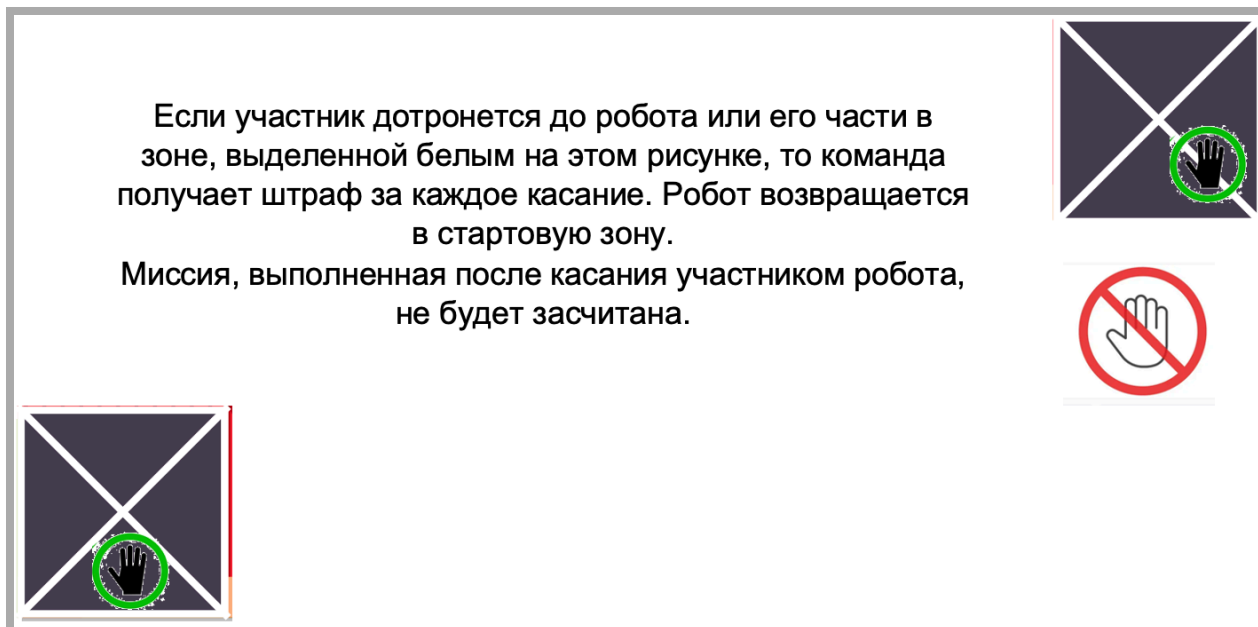 Если участник дотронется до робота или его части в
зоне, выделенной белым на этом рисунке, то команда
получает штраф за каждое касание. Робот возвращается
в стартовую зону.
Миссия, выполненная после касания участником робота,
не будет засчитана.